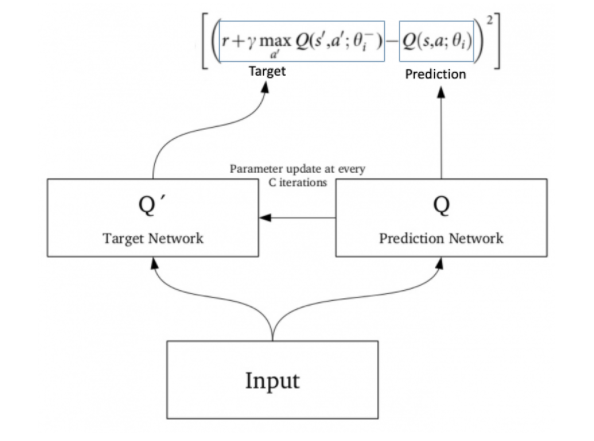 [(r+γ max Q(s′,a′;θᵢ⁻)−Q(s,a;θᵢ))²]
a′
Target
Prediction
Parameter update at every
C iterations
Q′
Q
Target Network
Prediction Network
Input